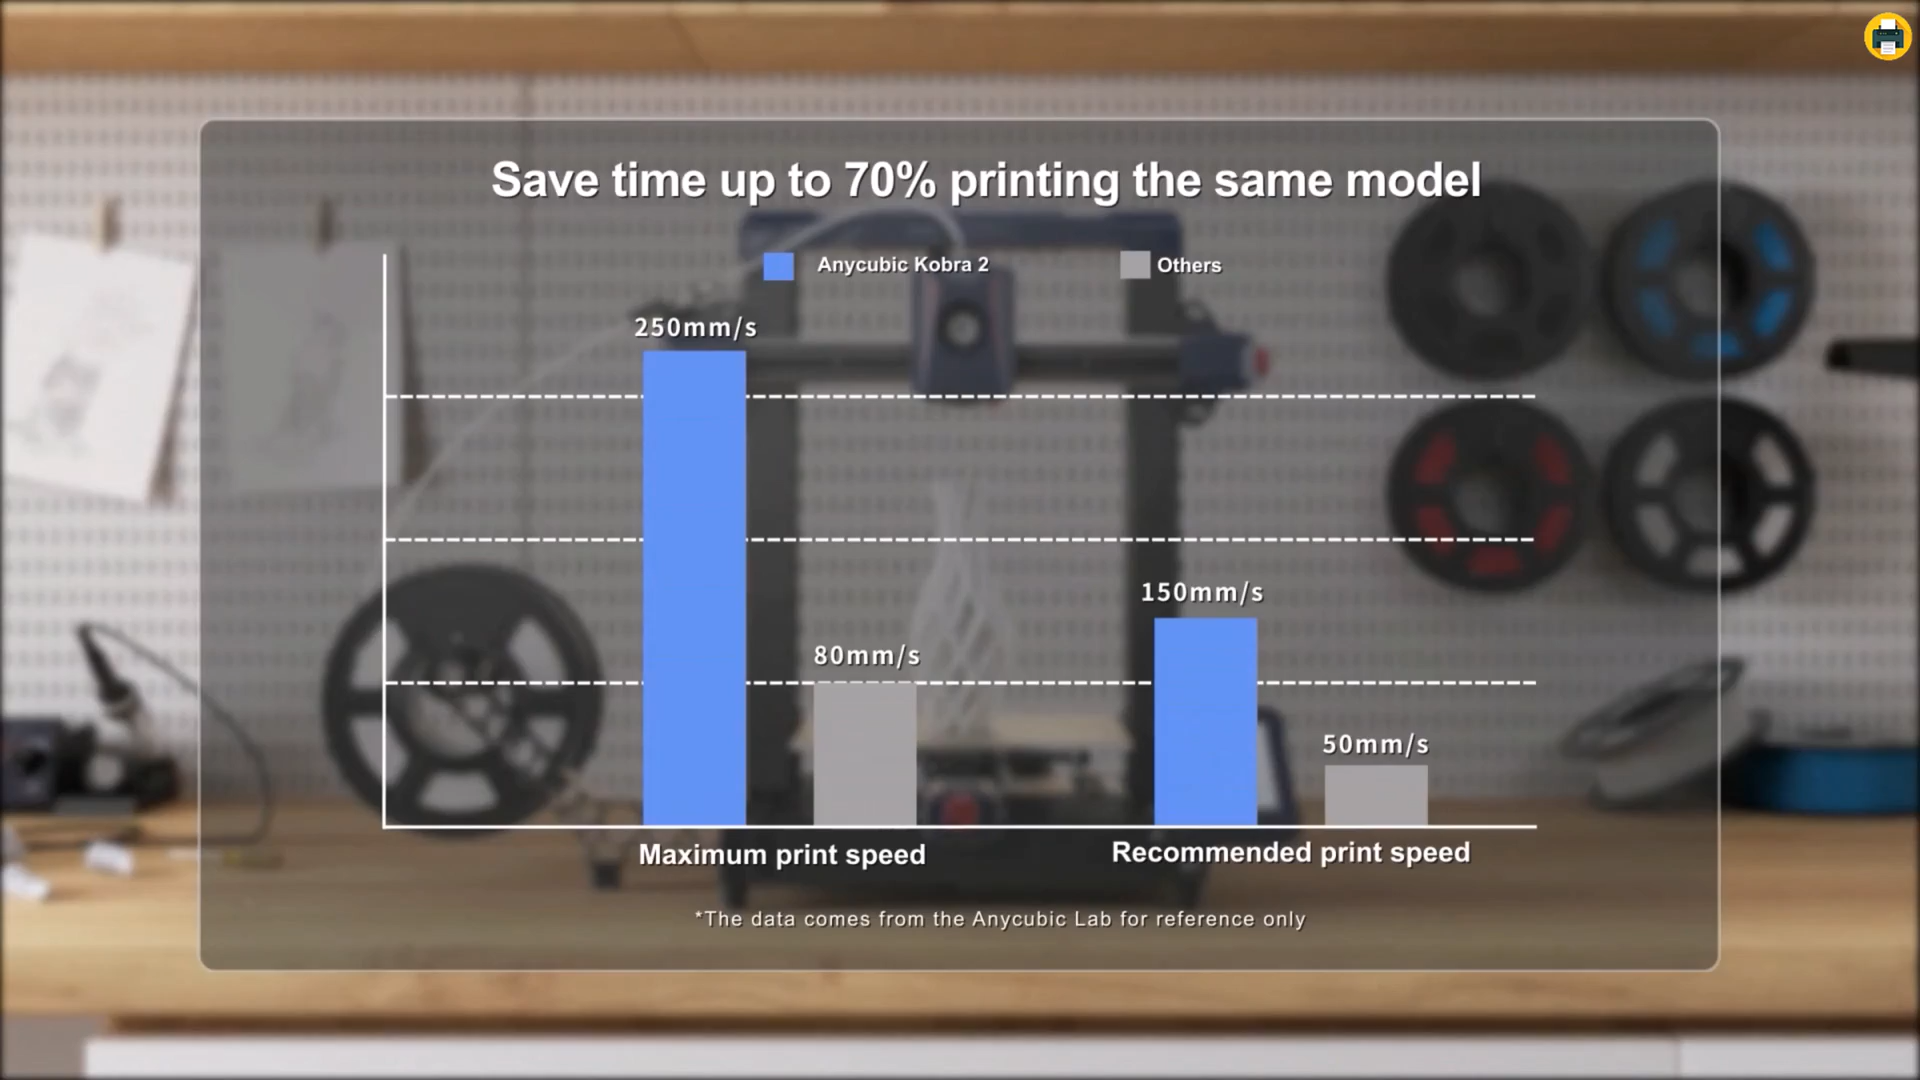 Save time up to 70% printing the same model
Anycubic Kobra 2
Others
250mm/s
80mm/s
150mm/s
50mm/s
Maximum print speed
Recommended print speed
*The data comes from the Anycubic Lab for reference only